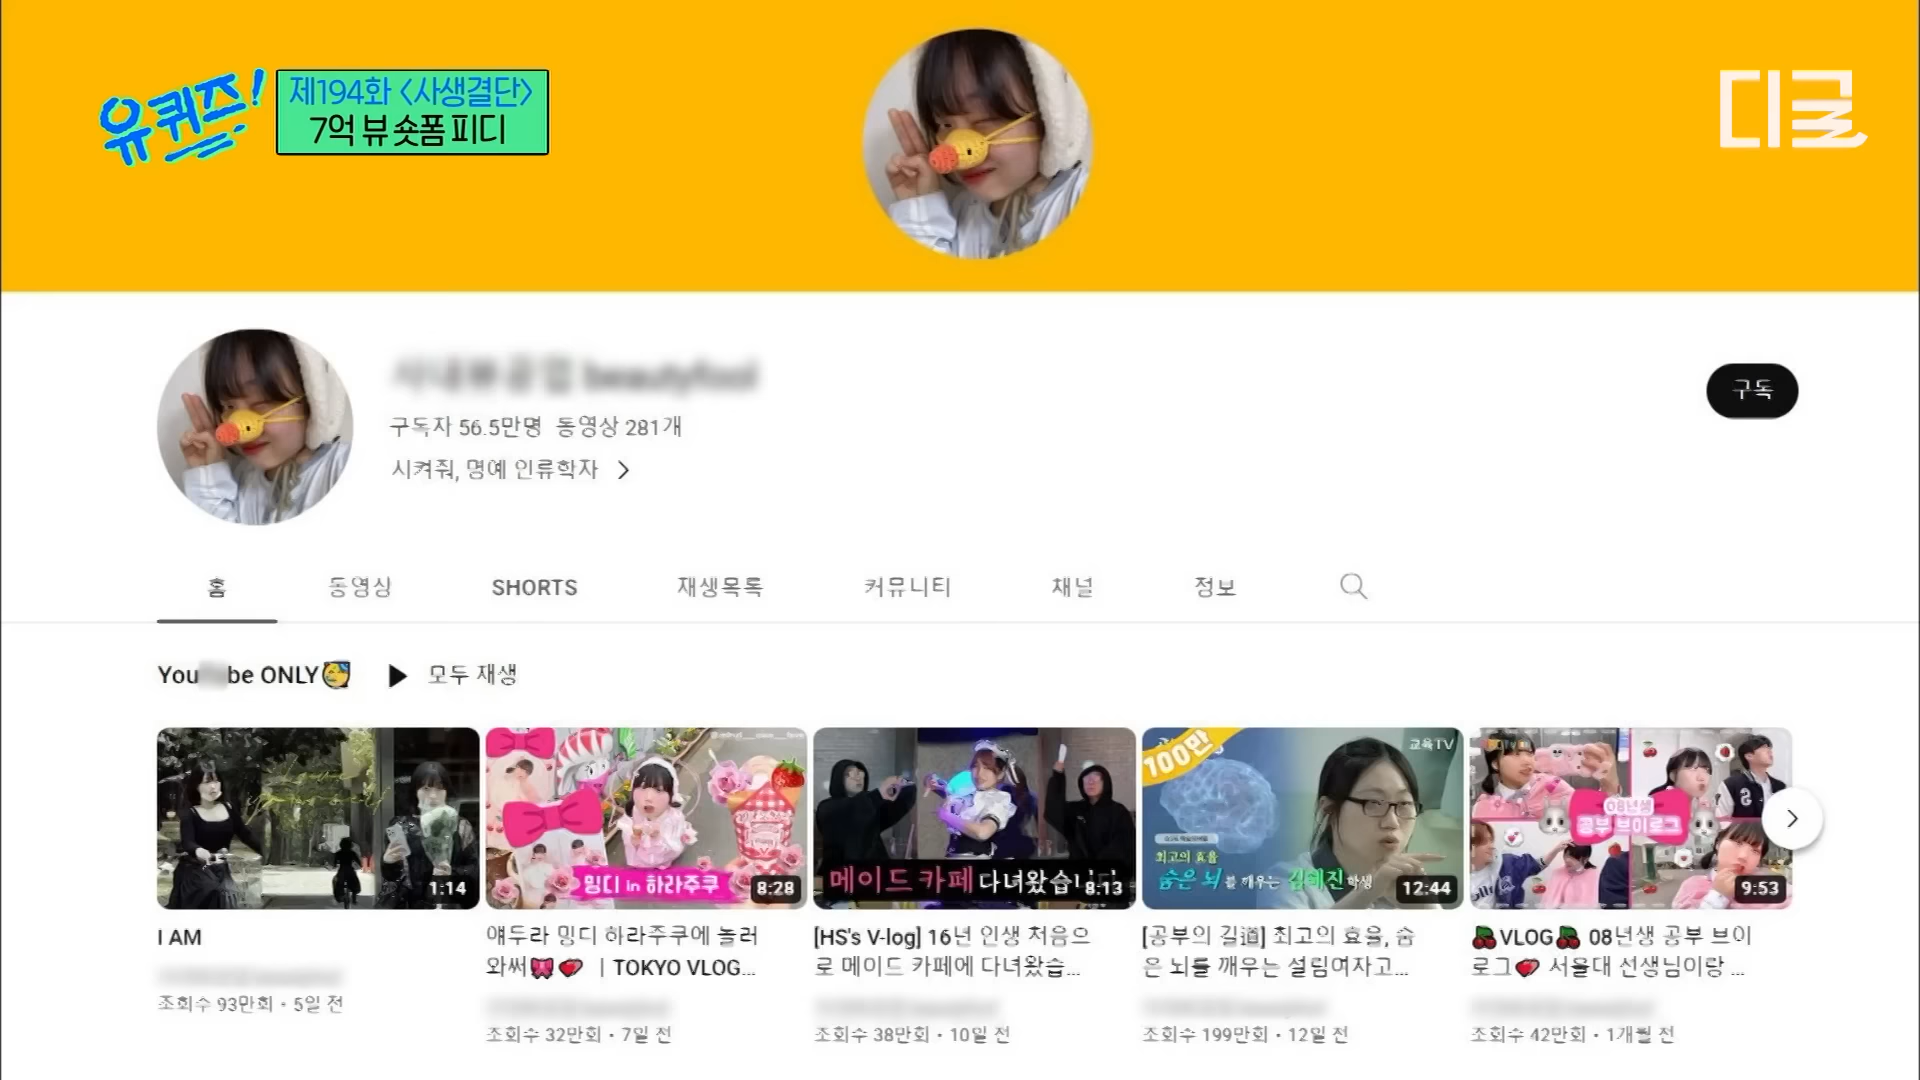 유퀴즈!
제194화 <사생결단>
7억 뷰 숏폼 피디
디글
구독자 56.5만명 동영상 281개
시켜줘, 명예 인류학자
구독
홈 동영상 SHORTS 재생목록 커뮤니티 채널 정보
You be ONLY
모두 재생
1:14
밍디 in 하라주쿠
8:28
메이드 카페 다녀왔습니다
8:13
100만
교육TV
최고의 효율
숨은 뇌를 깨우는 김혜진 학생
12:44
08년생
공부 브이로그
9:53
I AM
조회수 93만회 • 5일 전
얘두라 밍디 하라주쿠에 놀러
와써 | TOKYO VLOG...
조회수 32만회 • 7일 전
[HS's V-log] 16년 인생 처음으
로 메이드 카페에 다녀왔습...
조회수 38만회 • 10일 전
[공부의 길道] 최고의 효율, 숨
은 뇌를 깨우는 설림여자고...
조회수 199만회 • 12일 전
VLOG 08년생 공부 브이
로그 서울대 선생님이랑 ...
조회수 42만회 • 1개월 전